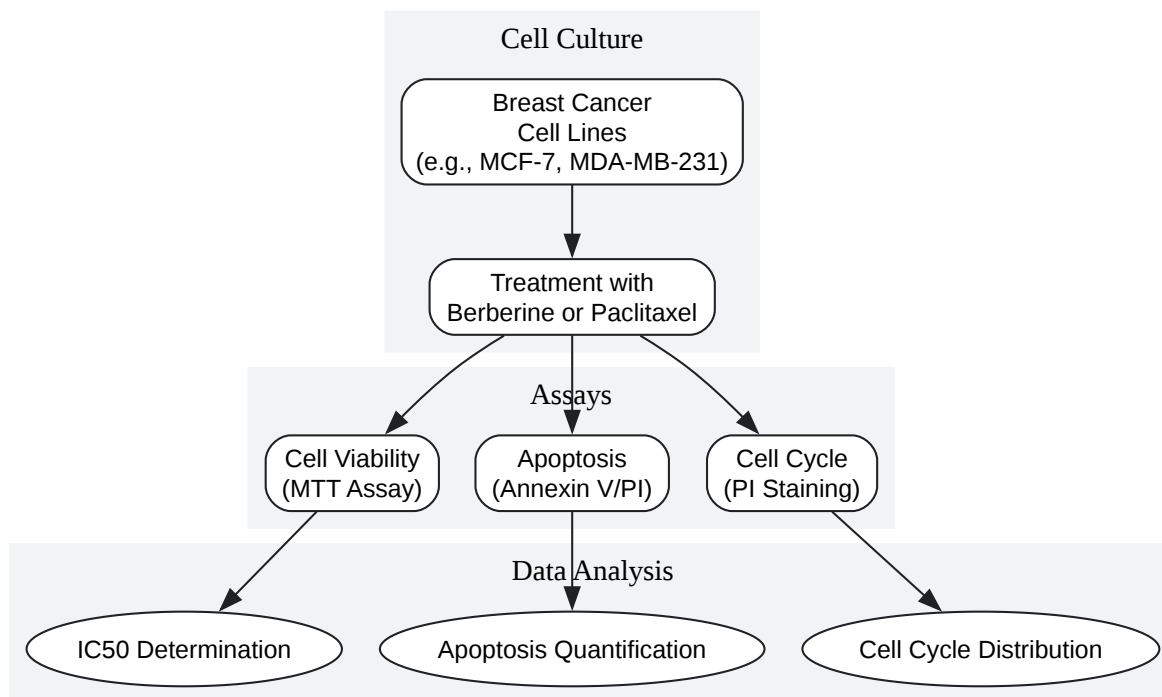 Cell Culture
Breast Cancer
Cell Lines
(e.g., MCF-7, MDA-MB-231)
Treatment with
Berberine or Paclitaxel
Assays
Cell Viability
(MTT Assay)
Apoptosis
(Annexin V/PI)
Cell Cycle
(PI Staining)
Data Analysis
IC50 Determination
Apoptosis Quantification
Cell Cycle Distribution